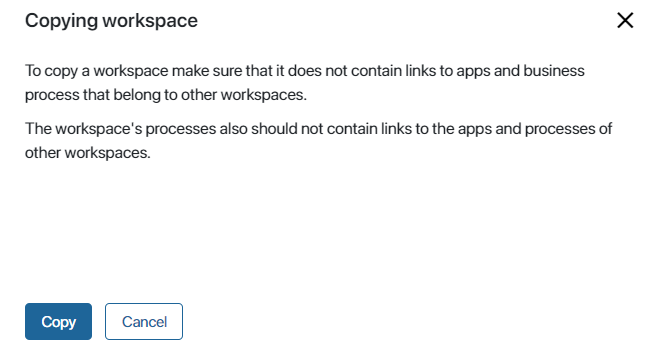 Copying workspace
To copy a workspace make sure that it does not contain links to apps and business
process that belong to other workspaces.
The workspace's processes also should not contain links to the apps and processes of
other workspaces.
Copy
Cancel